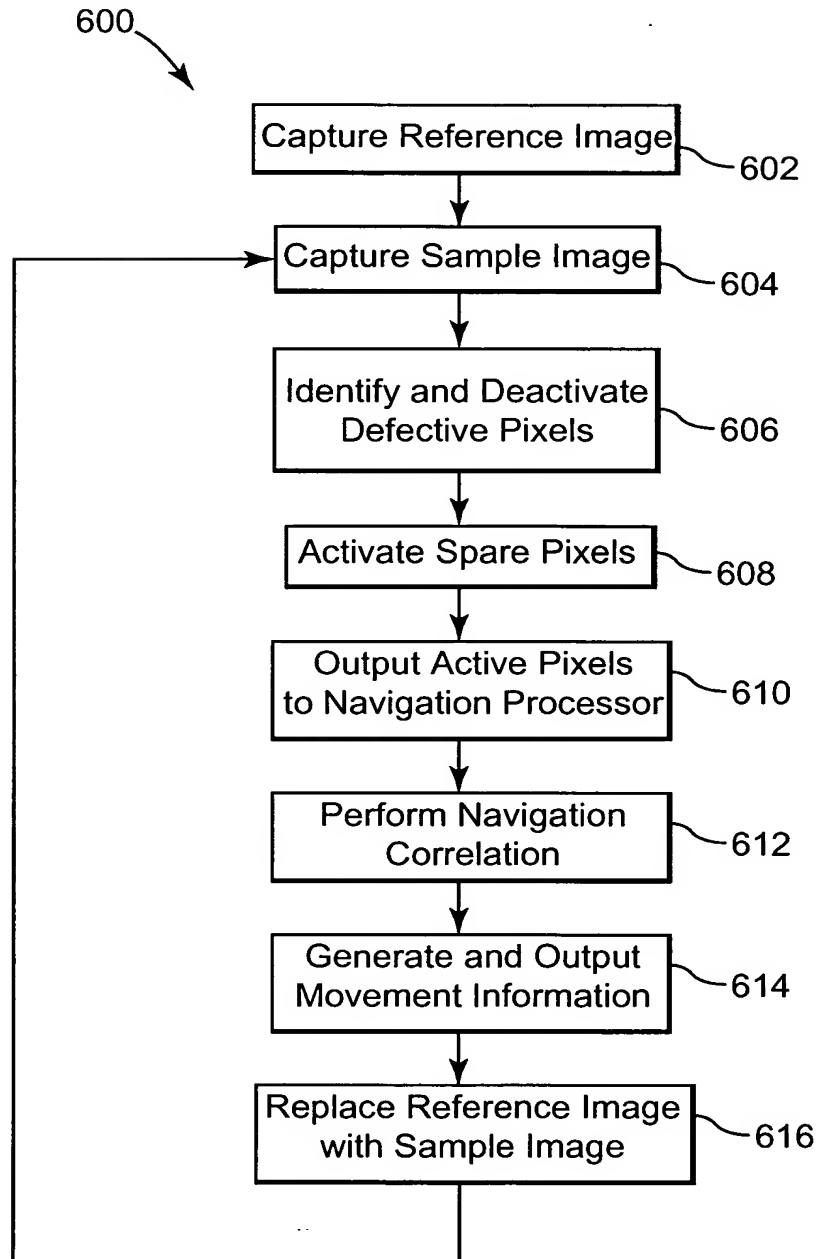 600
Capture Reference Image
602
Capture Sample Image
604
Identify and Deactivate
Defective Pixels
606
Activate Spare Pixels
608
Output Active Pixels
to Navigation Processor
610
Perform Navigation
Correlation
612
Generate and Output
Movement Information
614
Replace Reference Image
with Sample Image
616